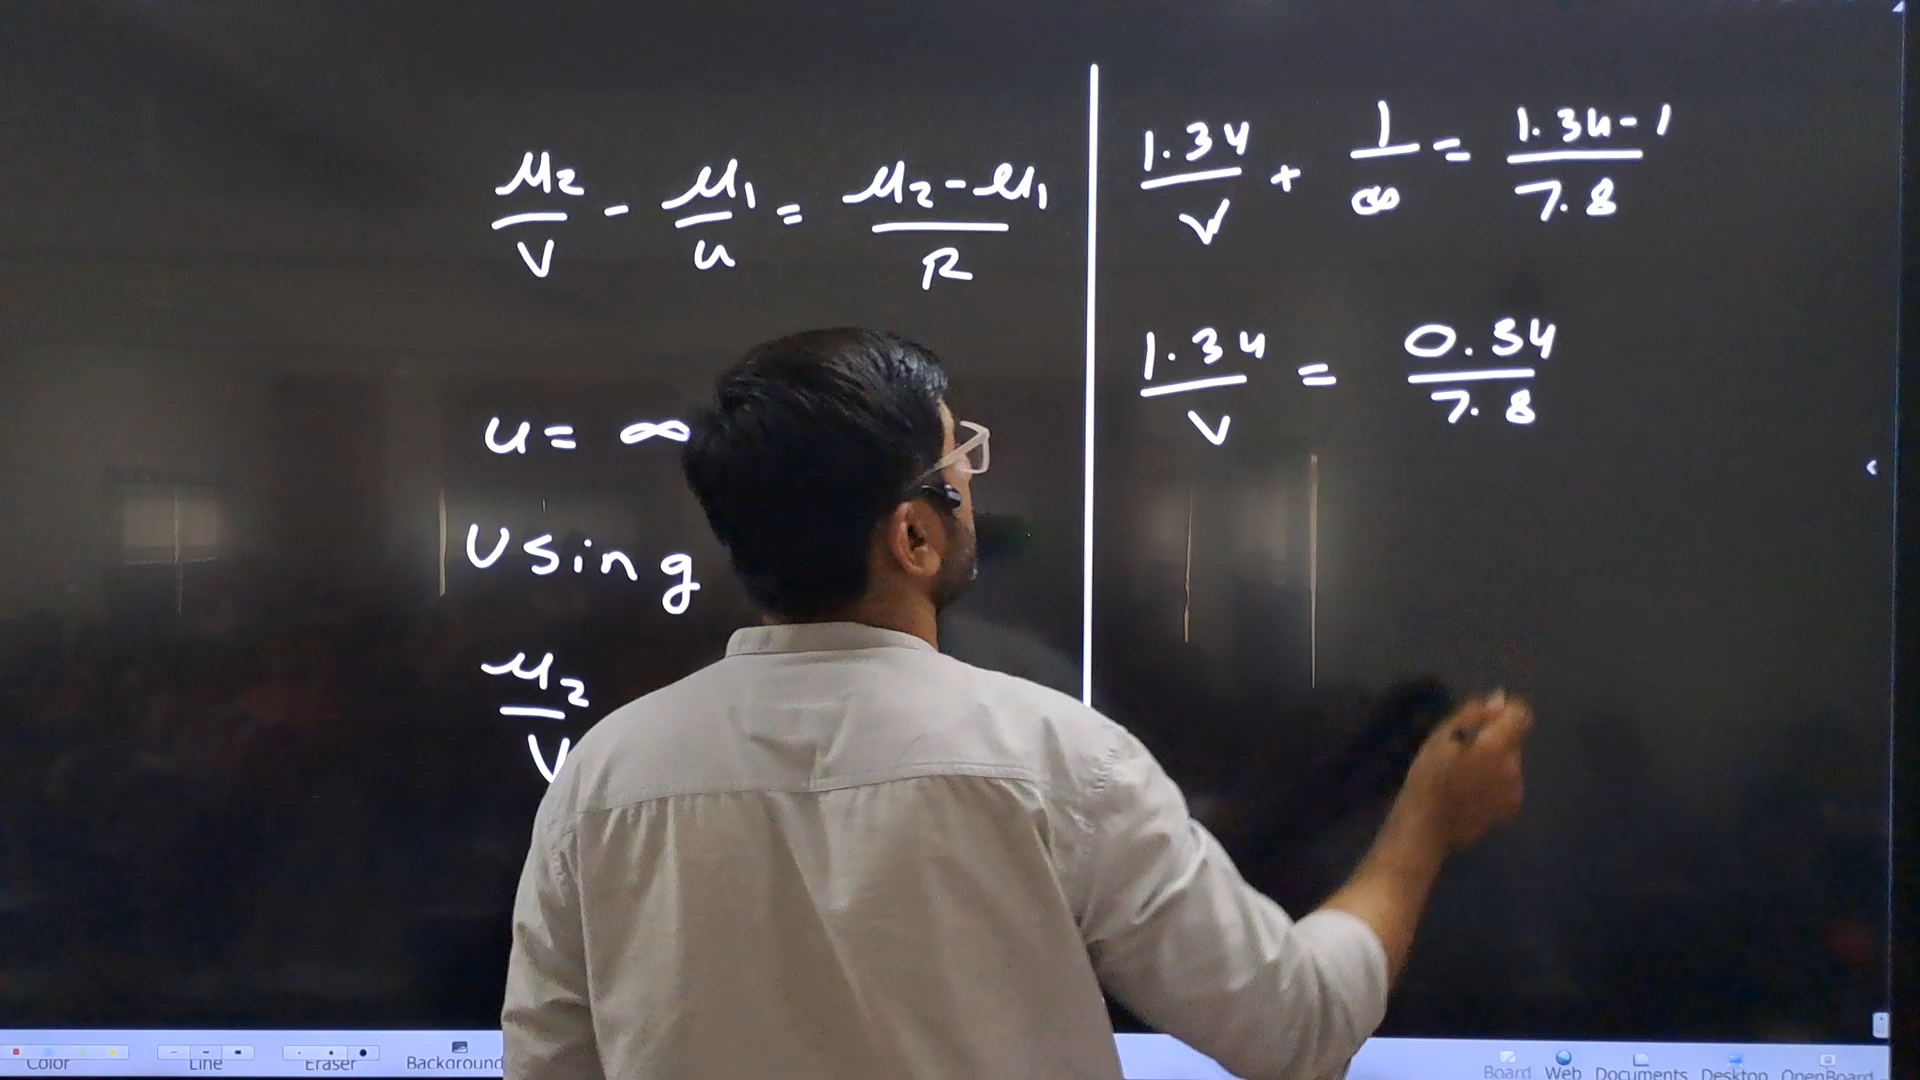 μ₂/v - μ₁/u = μ₂-μ₁/R
u = ∞
Using
μ₂/v
1.34/v + 1/∞ = 1.34-1/7.8
1.34/v = 0.34/7.8
Color Line Eraser Background Board Web Documents Desktop OpenBoard